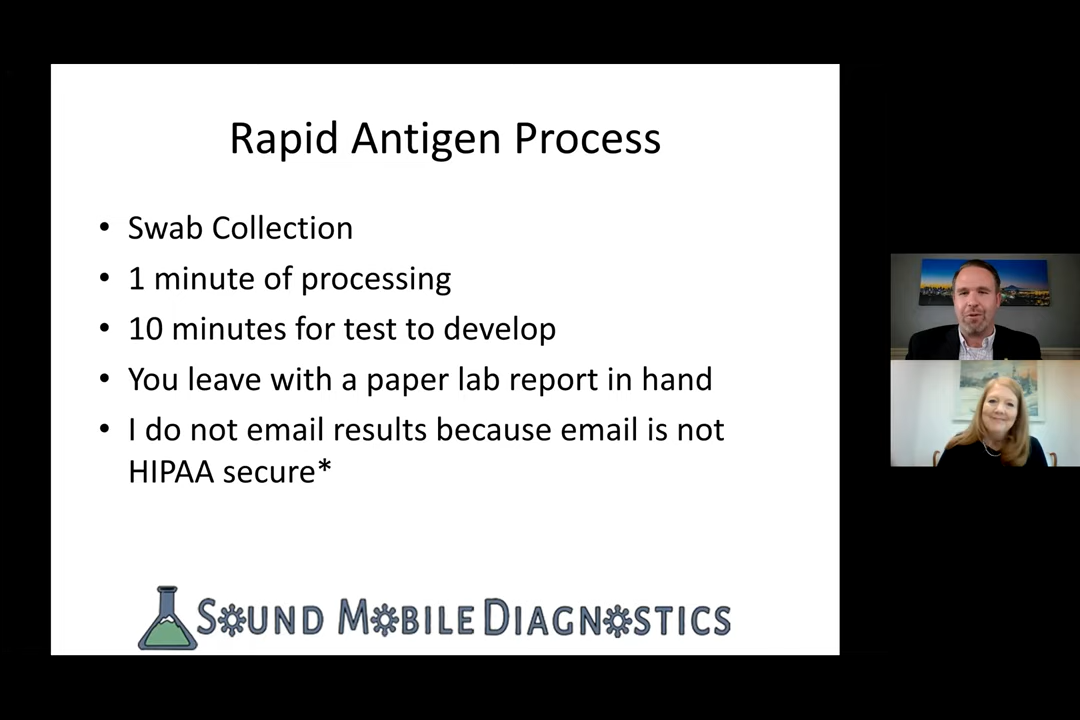 Rapid Antigen Process
• Swab Collection
• 1 minute of processing
• 10 minutes for test to develop
• You leave with a paper lab report in hand
• I do not email results because email is not
HIPAA secure*
SOUND MOBILE DIAGNOSTICS